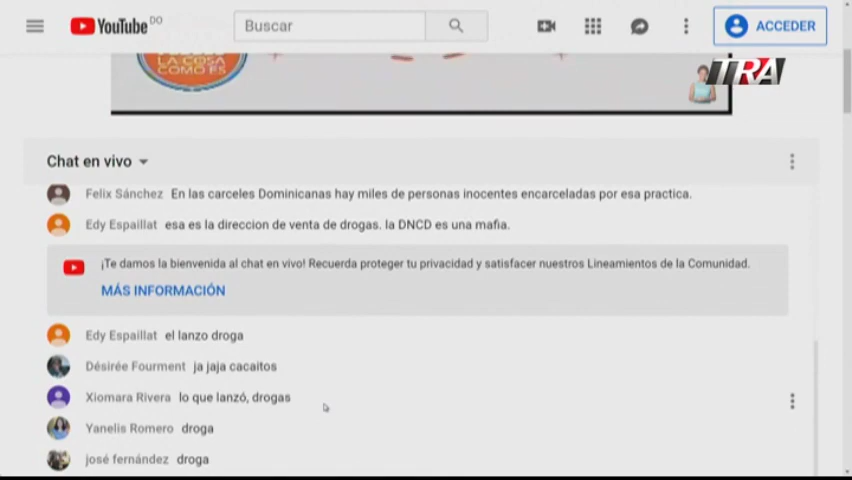 YouTube DO
Buscar
ACCEDER
LA COSA
COMO ES
TRA
Chat en vivo
Felix Sánchez En las carceles Dominicanas hay miles de personas inocentes encarceladas por esa practica.
Edy Espaillat esa es la direccion de venta de drogas. la DNCD es una mafia.
¡Te damos la bienvenida al chat en vivo! Recuerda proteger tu privacidad y satisfacer nuestros Lineamientos de la Comunidad.
MÁS INFORMACIÓN
Edy Espaillat el lanzo droga
Désirée Fourment ja jaja cacaitos
Xiomara Rivera lo que lanzó, drogas
Yanelis Romero droga
josé fernández droga